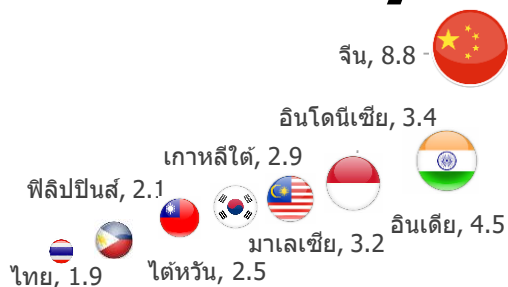 จีน, 8.8
อินโดนีเซีย, 3.4
เกาหลีใต้, 2.9
ฟิลิปปินส์, 2.1
อินเดีย, 4.5
มาเลเซีย, 3.2
ไต้หวัน, 2.5
ไทย, 1.9